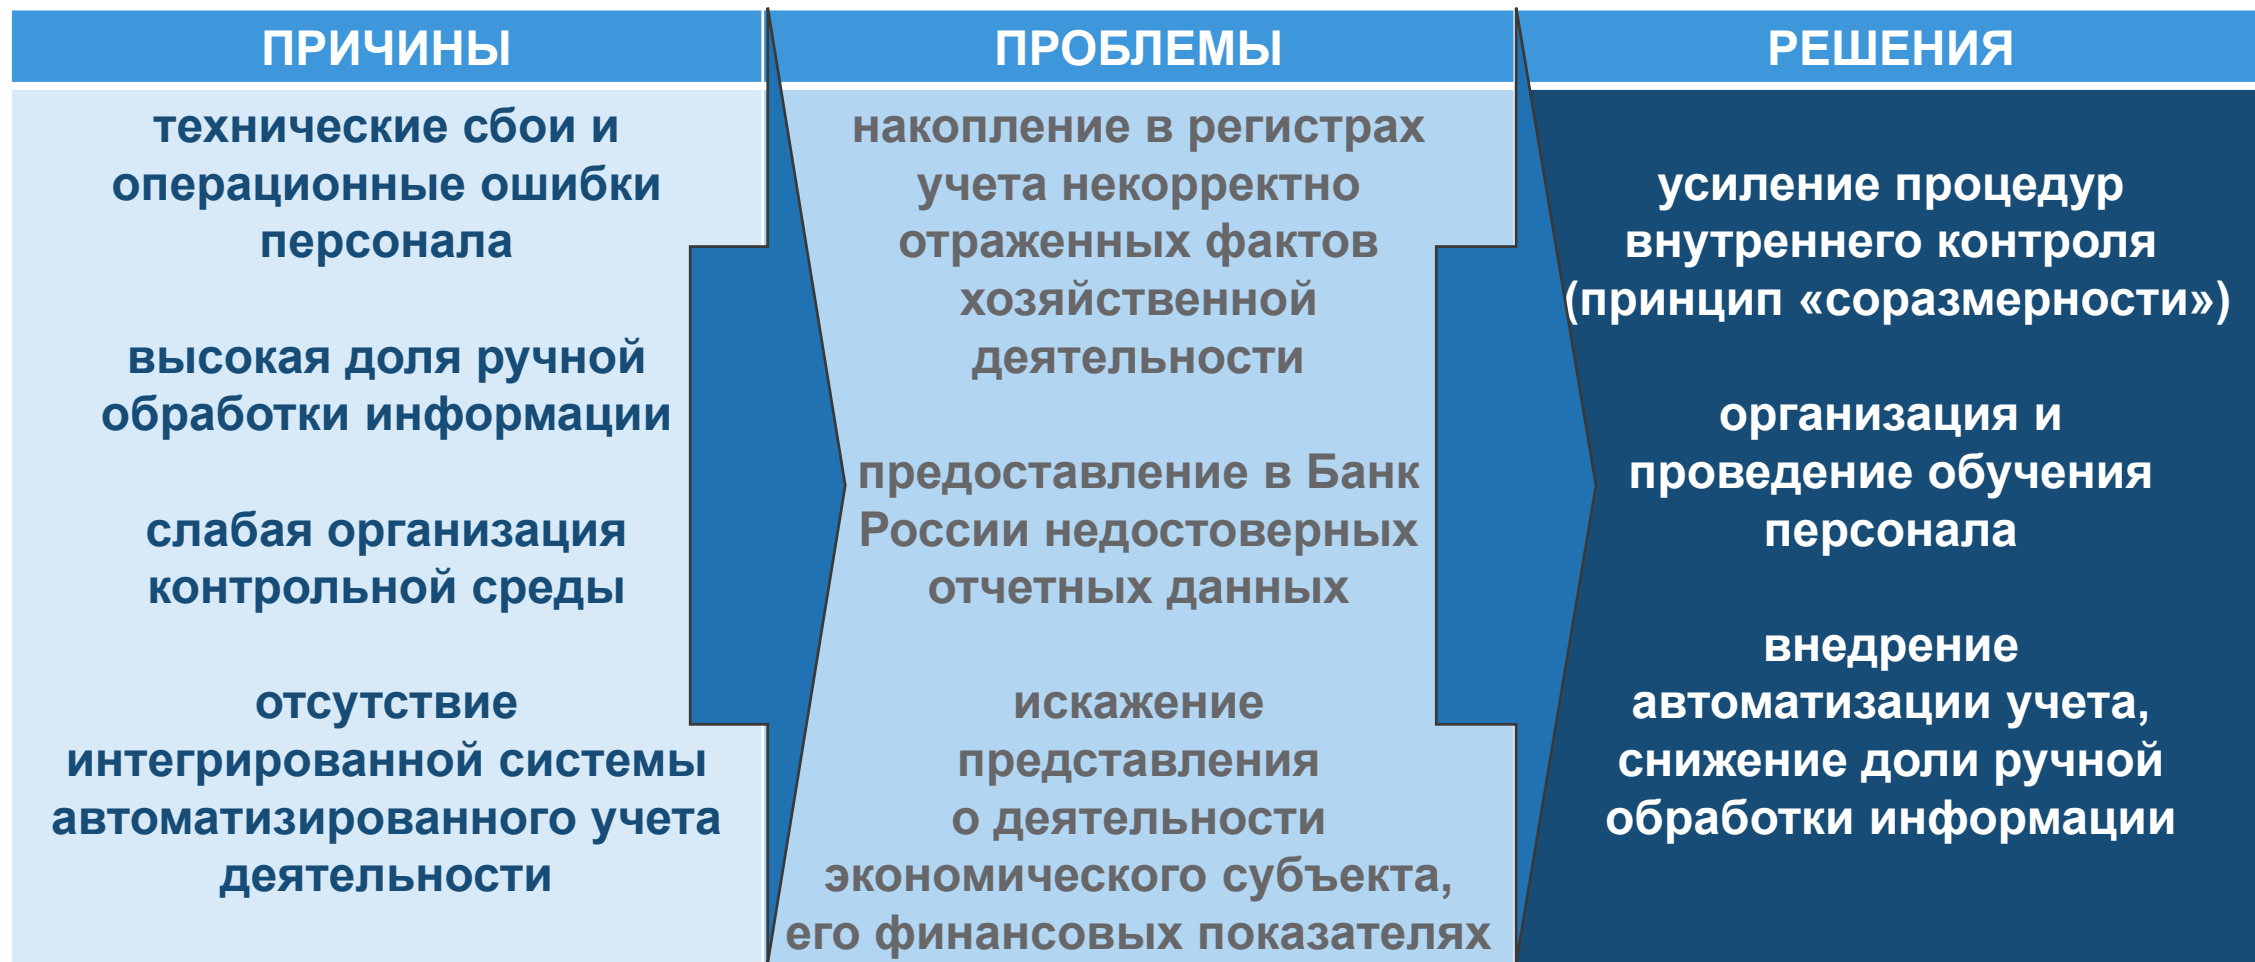 ПРИЧИНЫ
технические сбои и
операционные ошибки
персонала
высокая доля ручной
обработки информации
слабая организация
контрольной среды
отсутствие
интегрированной системы
автоматизированного учета
деятельности
ПРОБЛЕМЫ
накопление в регистрах
учета некорректно
отраженных фактов
хозяйственной
деятельности
предоставление в Банк
России недостоверных
отчетных данных
искажение
представления
о деятельности
экономического субъекта,
его финансовых показателях
РЕШЕНИЯ
усиление процедур
внутреннего контроля
(принцип «соразмерности»)
организация и
проведение обучения
персонала
внедрение
автоматизации учета,
снижение доли ручной
обработки информации